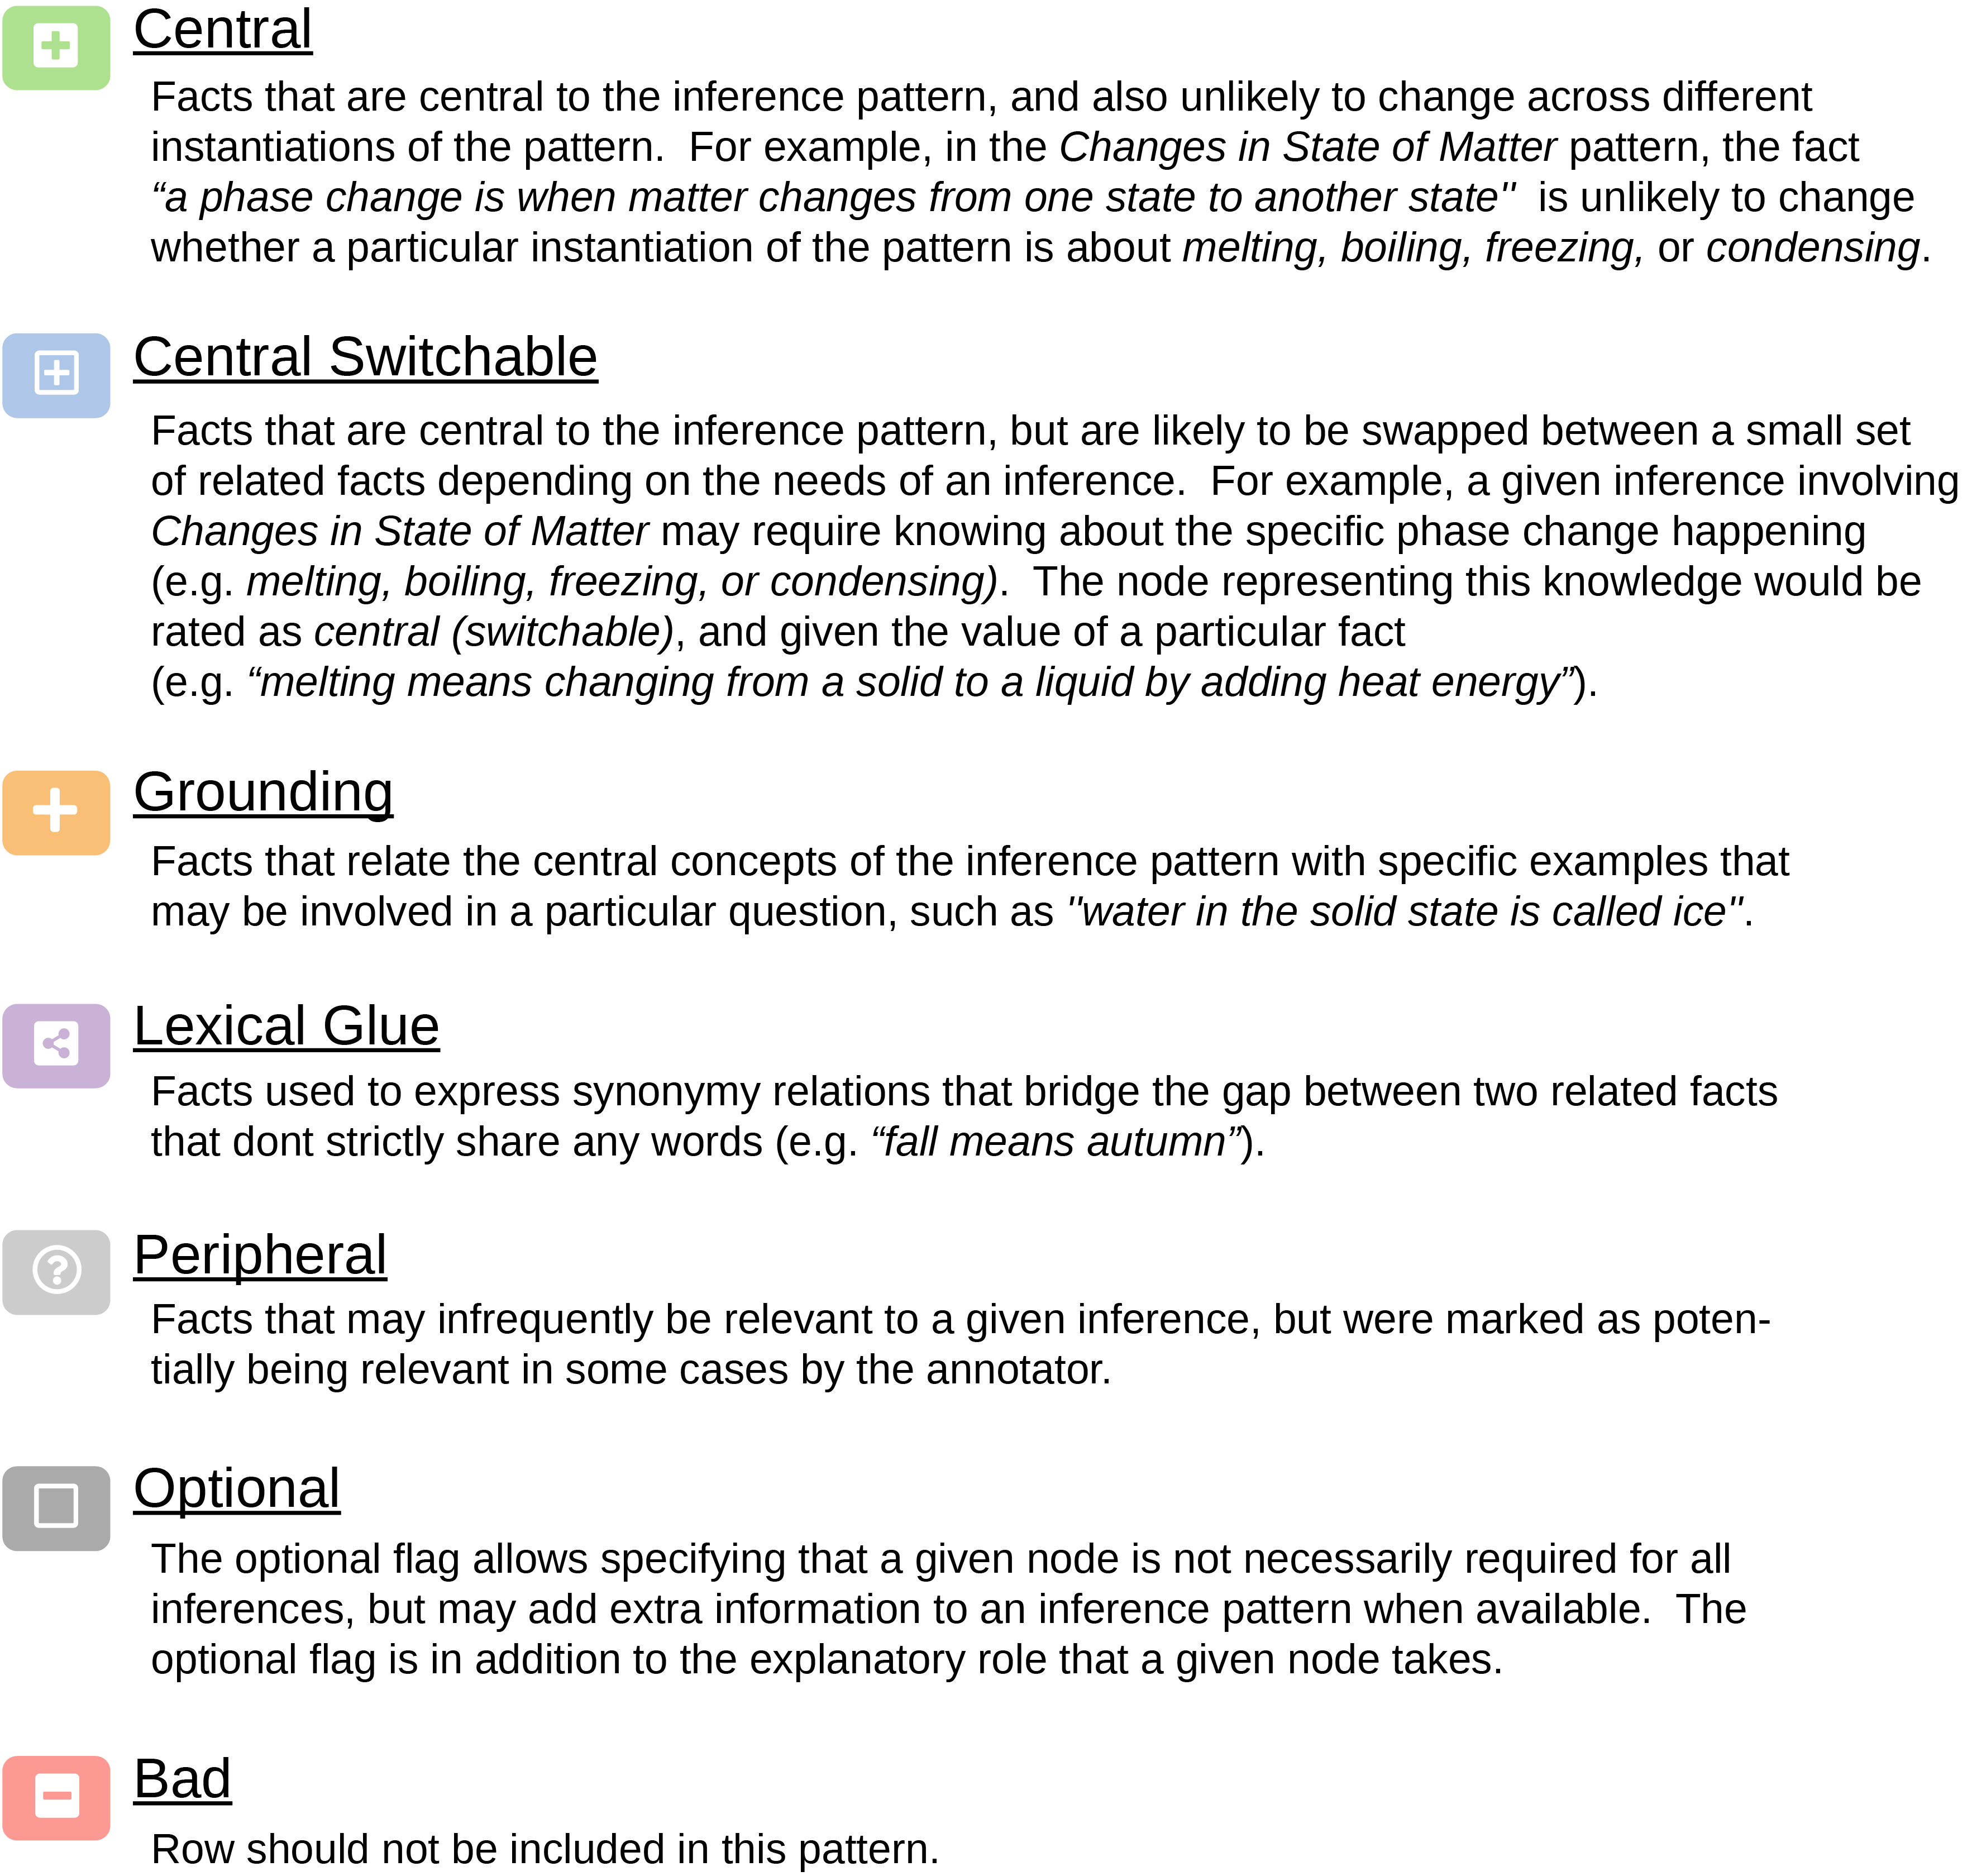 Central
Facts that are central to the inference pattern, and also unlikely to change across different
instantiations of the pattern.  For example, in the Changes in State of Matter pattern, the fact
“a phase change is when matter changes from one state to another state"  is unlikely to change
whether a particular instantiation of the pattern is about melting, boiling, freezing, or condensing.
Central Switchable
Facts that are central to the inference pattern, but are likely to be swapped between a small set
of related facts depending on the needs of an inference.  For example, a given inference involving
Changes in State of Matter may require knowing about the specific phase change happening
(e.g. melting, boiling, freezing, or condensing).  The node representing this knowledge would be
rated as central (switchable), and given the value of a particular fact
(e.g. “melting means changing from a solid to a liquid by adding heat energy”).
Grounding
Facts that relate the central concepts of the inference pattern with specific examples that
may be involved in a particular question, such as "water in the solid state is called ice".
Lexical Glue
Facts used to express synonymy relations that bridge the gap between two related facts
that dont strictly share any words (e.g. “fall means autumn”).
Peripheral
Facts that may infrequently be relevant to a given inference, but were marked as poten-
tially being relevant in some cases by the annotator.
Optional
The optional flag allows specifying that a given node is not necessarily required for all
inferences, but may add extra information to an inference pattern when available.  The
optional flag is in addition to the explanatory role that a given node takes.
Bad
Row should not be included in this pattern.